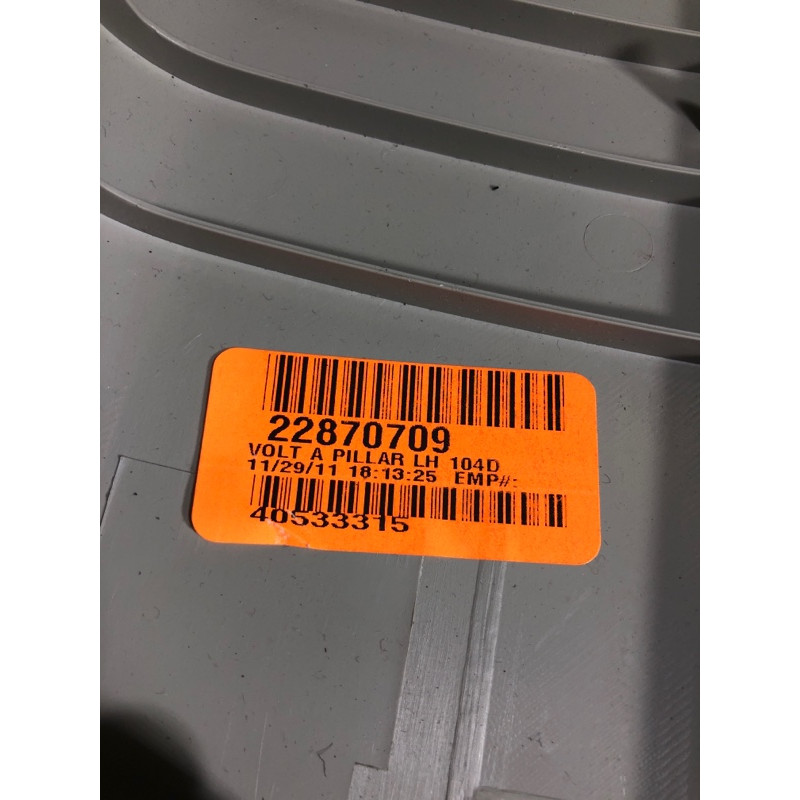 22870709
VOLT A PILLAR LH 104D
11/29/11 18:13:25 EMP#:
40533315